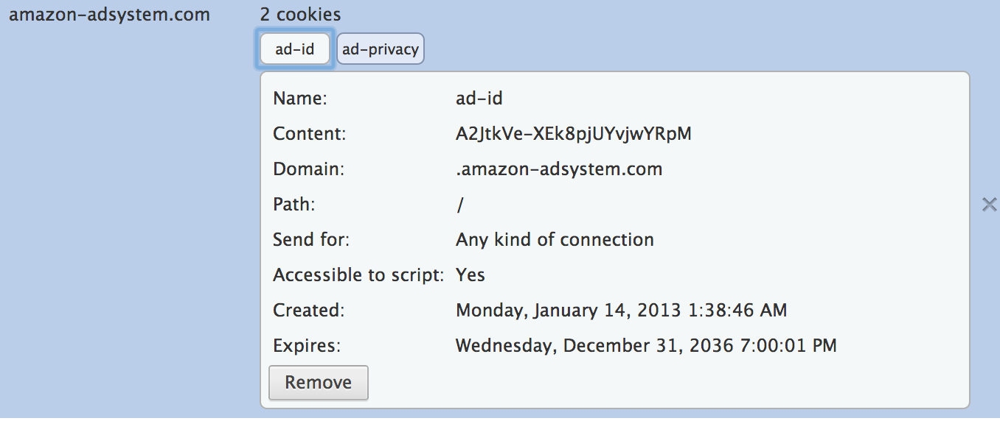 amazon-adsystem.com 2 cookies
ad-id ad-privacy
Name: ad-id
Content: A2JtkVe-XEk8pjUYvjwYRpM
Domain: .amazon-adsystem.com
Path: /
Send for: Any kind of connection
Accessible to script: Yes
Created: Monday, January 14, 2013 1:38:46 AM
Expires: Wednesday, December 31, 2036 7:00:01 PM
Remove